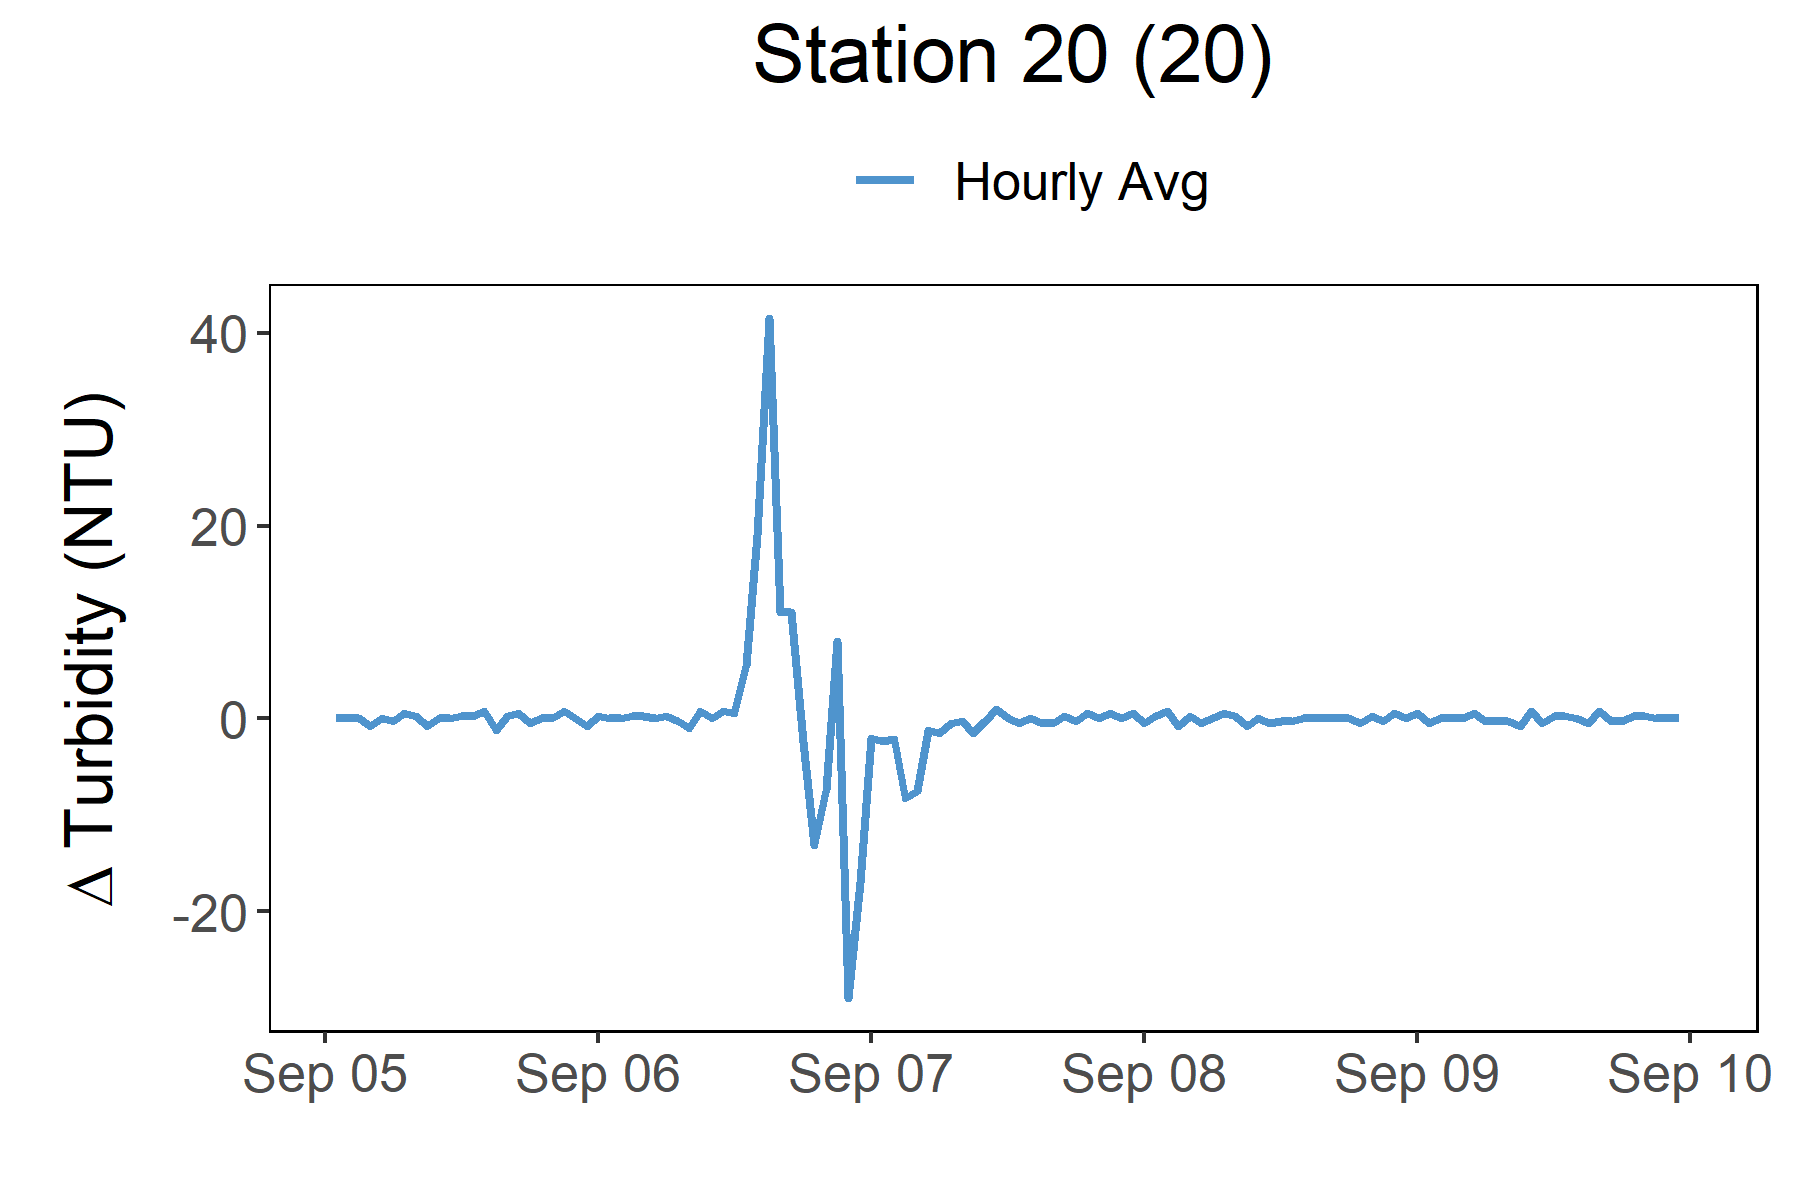 Station 20 (20)
Hourly Avg
Δ Turbidity (NTU)
40
20
0
-20
Sep 05 Sep 06 Sep 07 Sep 08 Sep 09 Sep 10